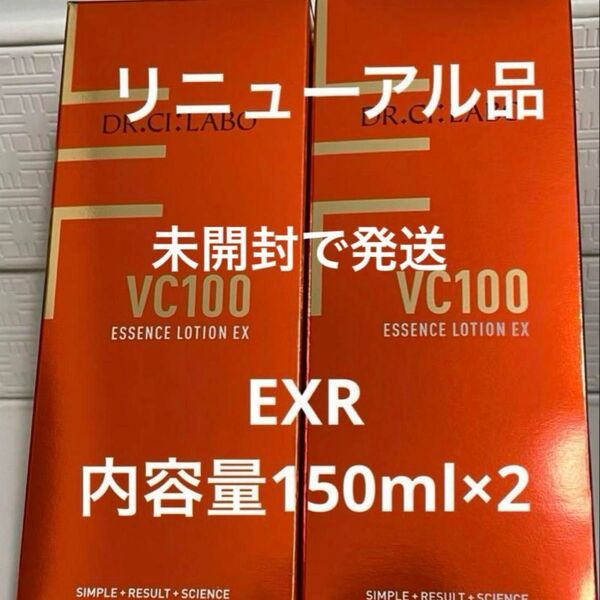 リニューアル品
DR.CI:LABO
DR.CI:LABO
未開封で発送
VC100
ESSENCE LOTION EX
VC100
ESSENCE LOTION EX
EXR
内容量150ml×2
SIMPLE+RESULT+SCIENCE
SIMPLE+RESULT+SCIENCE